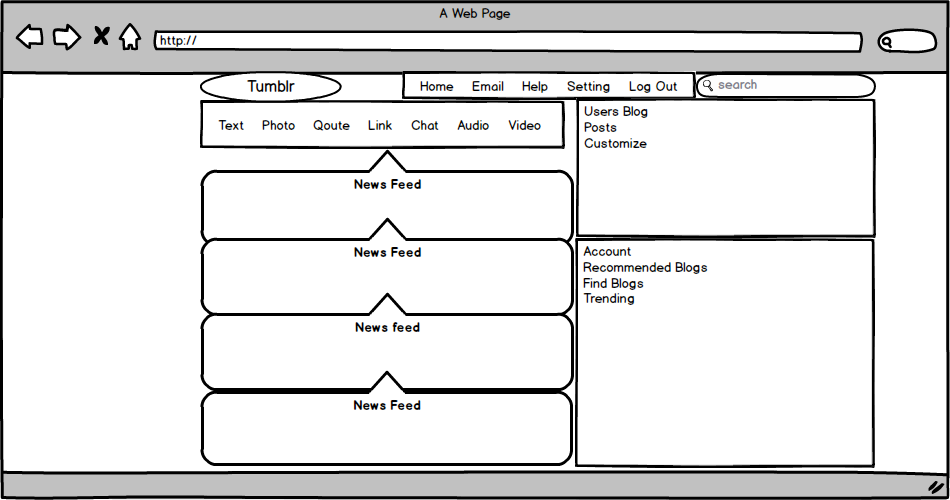 A Web Page
http://
Tumblr
Home Email Help Setting Log Out
search
Text Photo Qoute Link Chat Audio Video
Users Blog
Posts
Customize
News Feed
News Feed
News feed
News Feed
Account
Recommended Blogs
Find Blogs
Trending